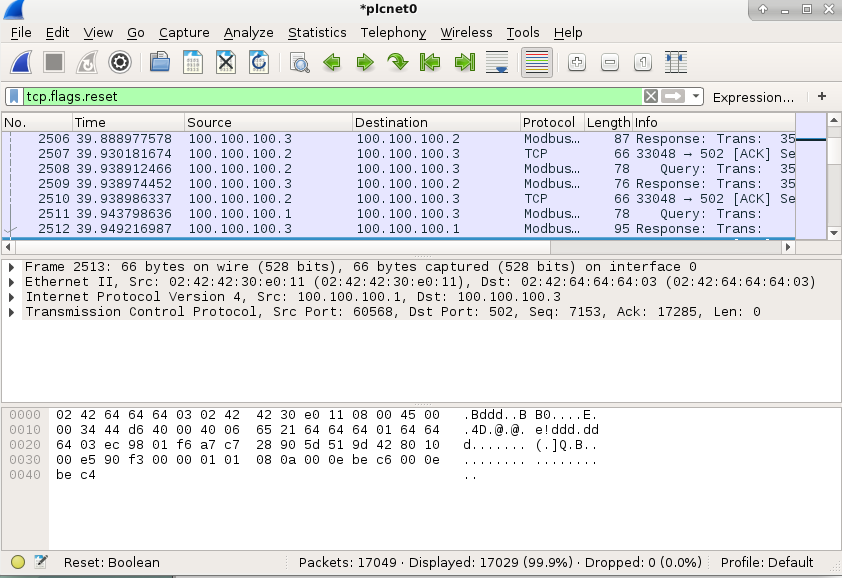 *plcnet0
File Edit View Go Capture Analyze Statistics Telephony Wireless Tools Help
tcp.flags.reset Expression... +
No. Time Source Destination Protocol Length Info
2506 39.888977578 100.100.100.3 100.100.100.2 Modbus… 87 Response: Trans: 35
2507 39.930181674 100.100.100.2 100.100.100.3 TCP 66 33048 → 502 [ACK] Se
2508 39.938912466 100.100.100.2 100.100.100.3 Modbus… 78 Query: Trans: 35
2509 39.938974452 100.100.100.3 100.100.100.2 Modbus… 76 Response: Trans: 35
2510 39.938986337 100.100.100.2 100.100.100.3 TCP 66 33048 → 502 [ACK] Se
2511 39.943798636 100.100.100.1 100.100.100.3 Modbus… 78 Query: Trans:
2512 39.949216987 100.100.100.3 100.100.100.1 Modbus… 95 Response: Trans:
Frame 2513: 66 bytes on wire (528 bits), 66 bytes captured (528 bits) on interface 0
Ethernet II, Src: 02:42:42:30:e0:11 (02:42:42:30:e0:11), Dst: 02:42:64:64:64:03 (02:42:64:64:64:03)
Internet Protocol Version 4, Src: 100.100.100.1, Dst: 100.100.100.3
Transmission Control Protocol, Src Port: 60568, Dst Port: 502, Seq: 7153, Ack: 17285, Len: 0
0000 02 42 64 64 64 03 02 42 42 30 e0 11 08 00 45 00 .Bddd..B B0....E.
0010 00 34 44 d6 40 00 40 06 65 21 64 64 64 01 64 64 .4D.@.@. e!ddd.dd
0020 64 03 ec 98 01 f6 a7 c7 28 90 5d 51 9d 42 80 10 d....... (.]Q.B..
0030 00 e5 90 f3 00 00 01 01 08 0a 00 0e be c6 00 0e ........ ........
0040 be c4 ..
Reset: Boolean Packets: 17049 · Displayed: 17029 (99.9%) · Dropped: 0 (0.0%) Profile: Default